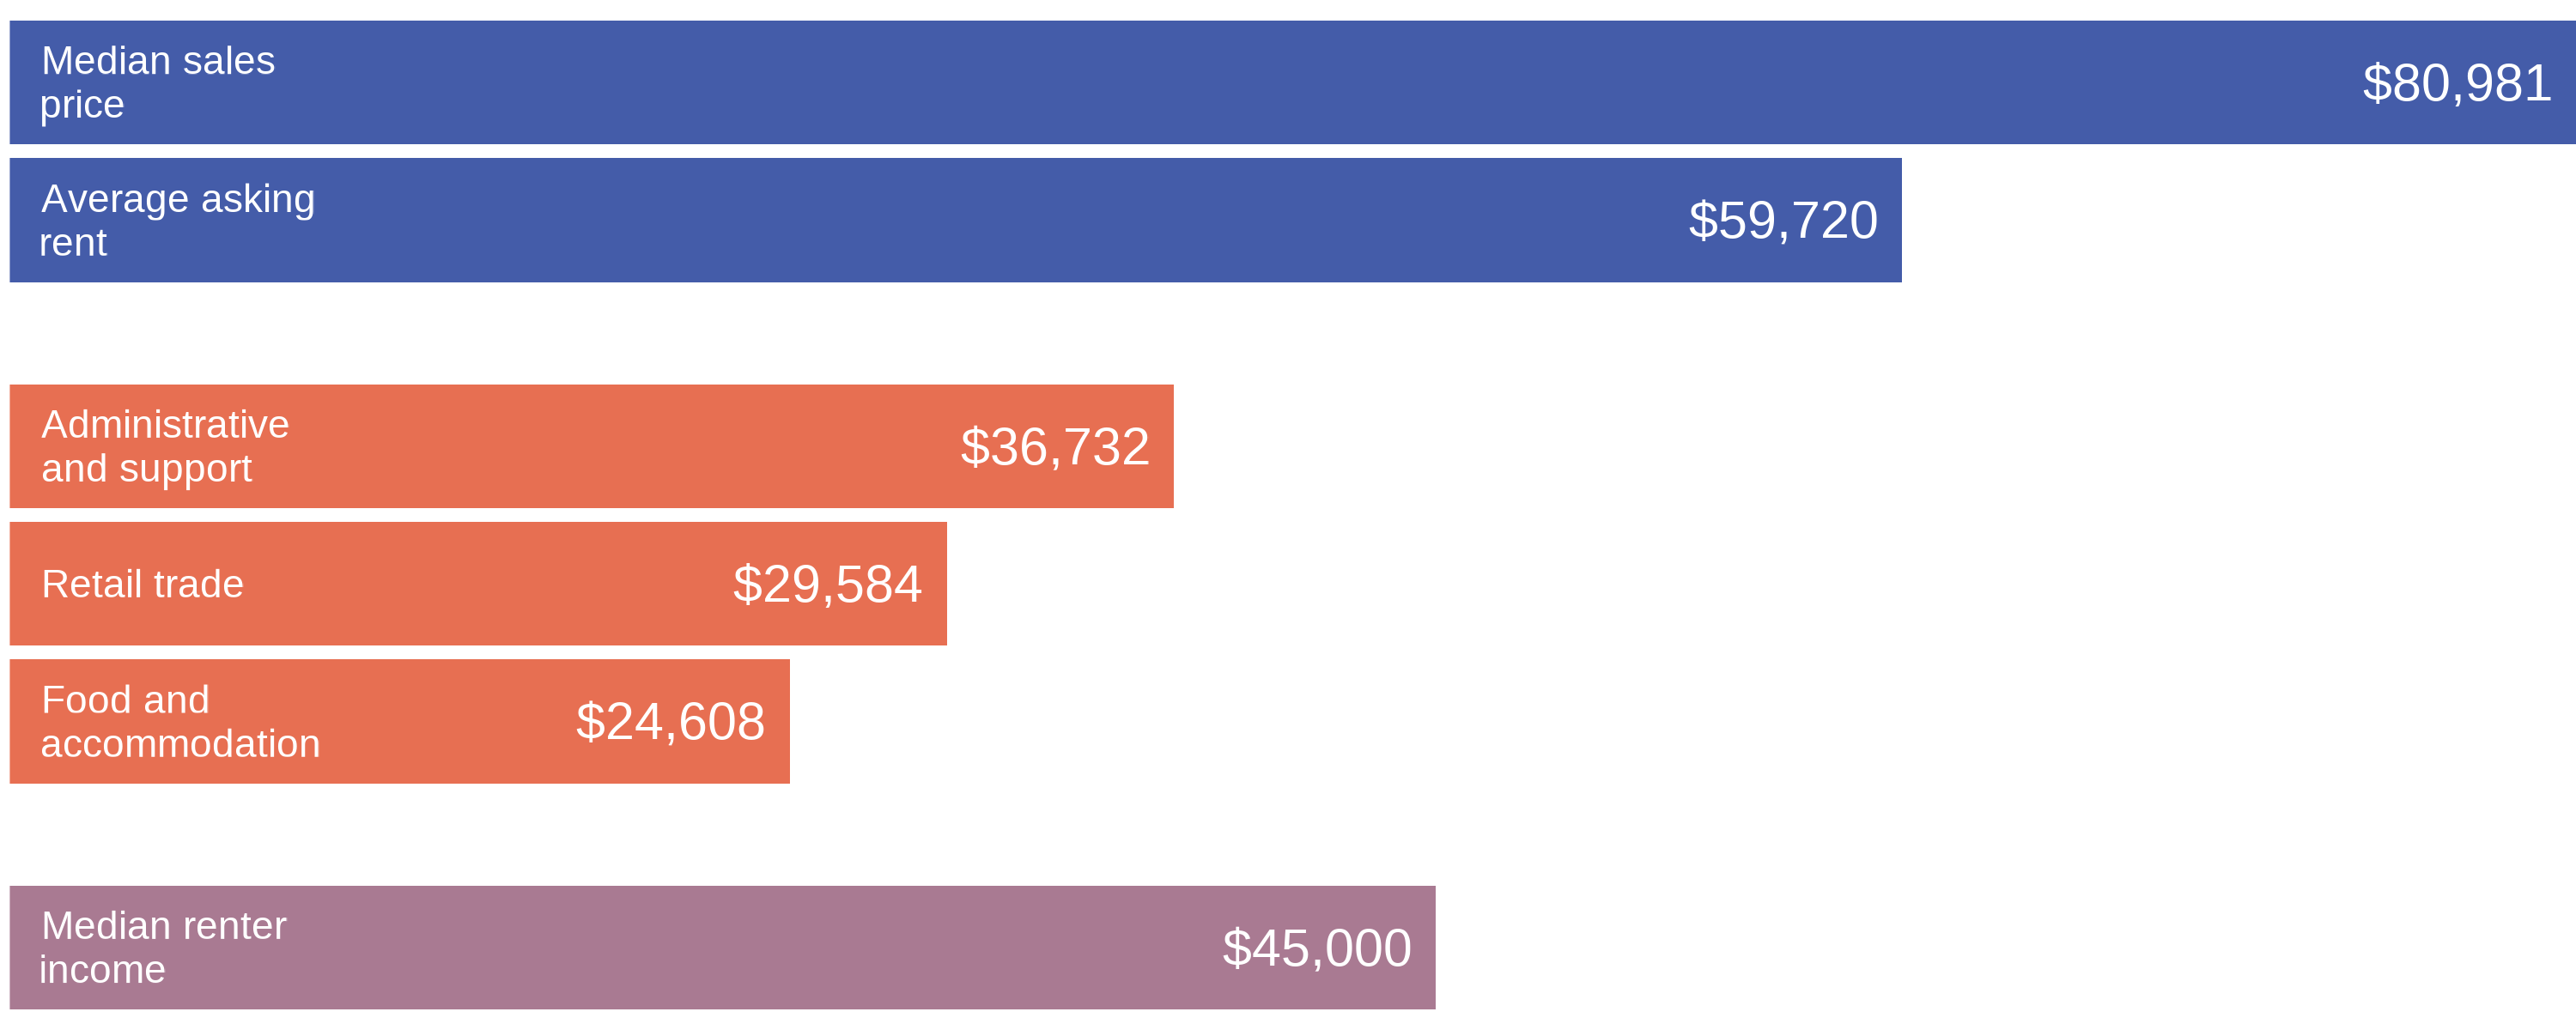 Median sales
price
$80,981
Average asking
rent
$59,720
Administrative
and support
$36,732
Retail trade
$29,584
Food and
accommodation
$24,608
Median renter
income
$45,000